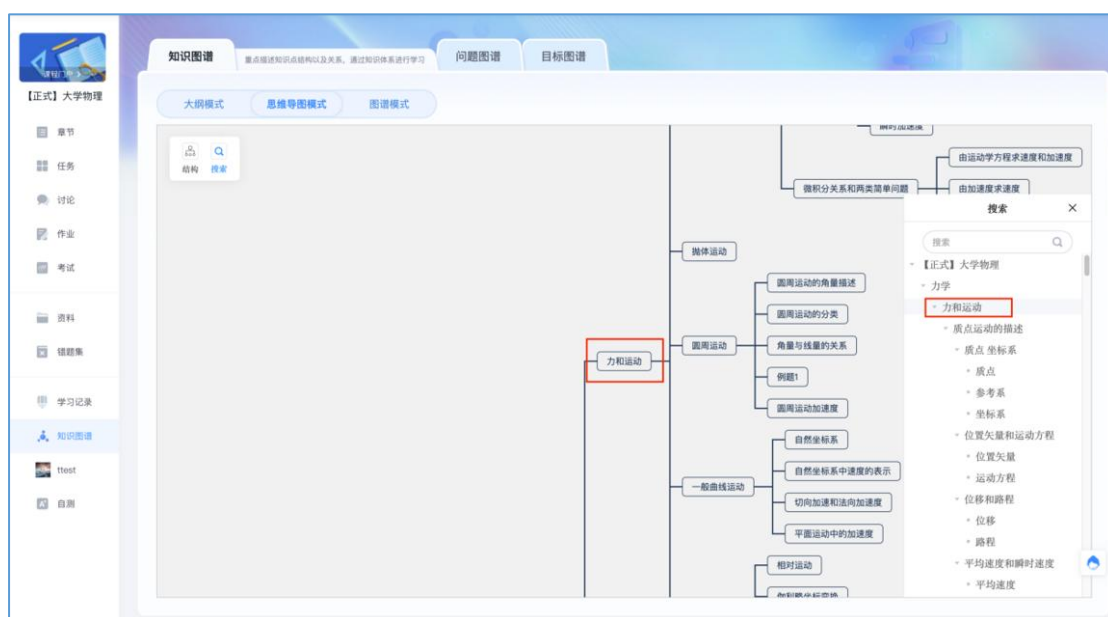 课程门户
【正式】大学物理
章节
任务
讨论
作业
考试
资料
错题集
学习记录
知识图谱
ttest
自测
知识图谱
重点描述知识点结构以及关系，通过知识体系进行学习
问题图谱
目标图谱
大纲模式
思维导图模式
图谱模式
结构
搜索
瞬时加速度
由运动学方程求速度和加速度
微积分关系和两类简单问题
由加速度求速度
抛体运动
圆周运动的角量描述
圆周运动的分类
力和运动
圆周运动
角量与线量的关系
例题1
圆周运动加速度
自然坐标系
自然坐标系中速度的表示
一般曲线运动
切向加速和法向加速度
平面运动中的加速度
相对运动
伽利略坐标变换
搜索
搜索
【正式】大学物理
力学
力和运动
质点运动的描述
质点 坐标系
质点
参考系
坐标系
位置矢量和运动方程
位置矢量
运动方程
位移和路程
位移
路程
平均速度和瞬时速度
平均速度